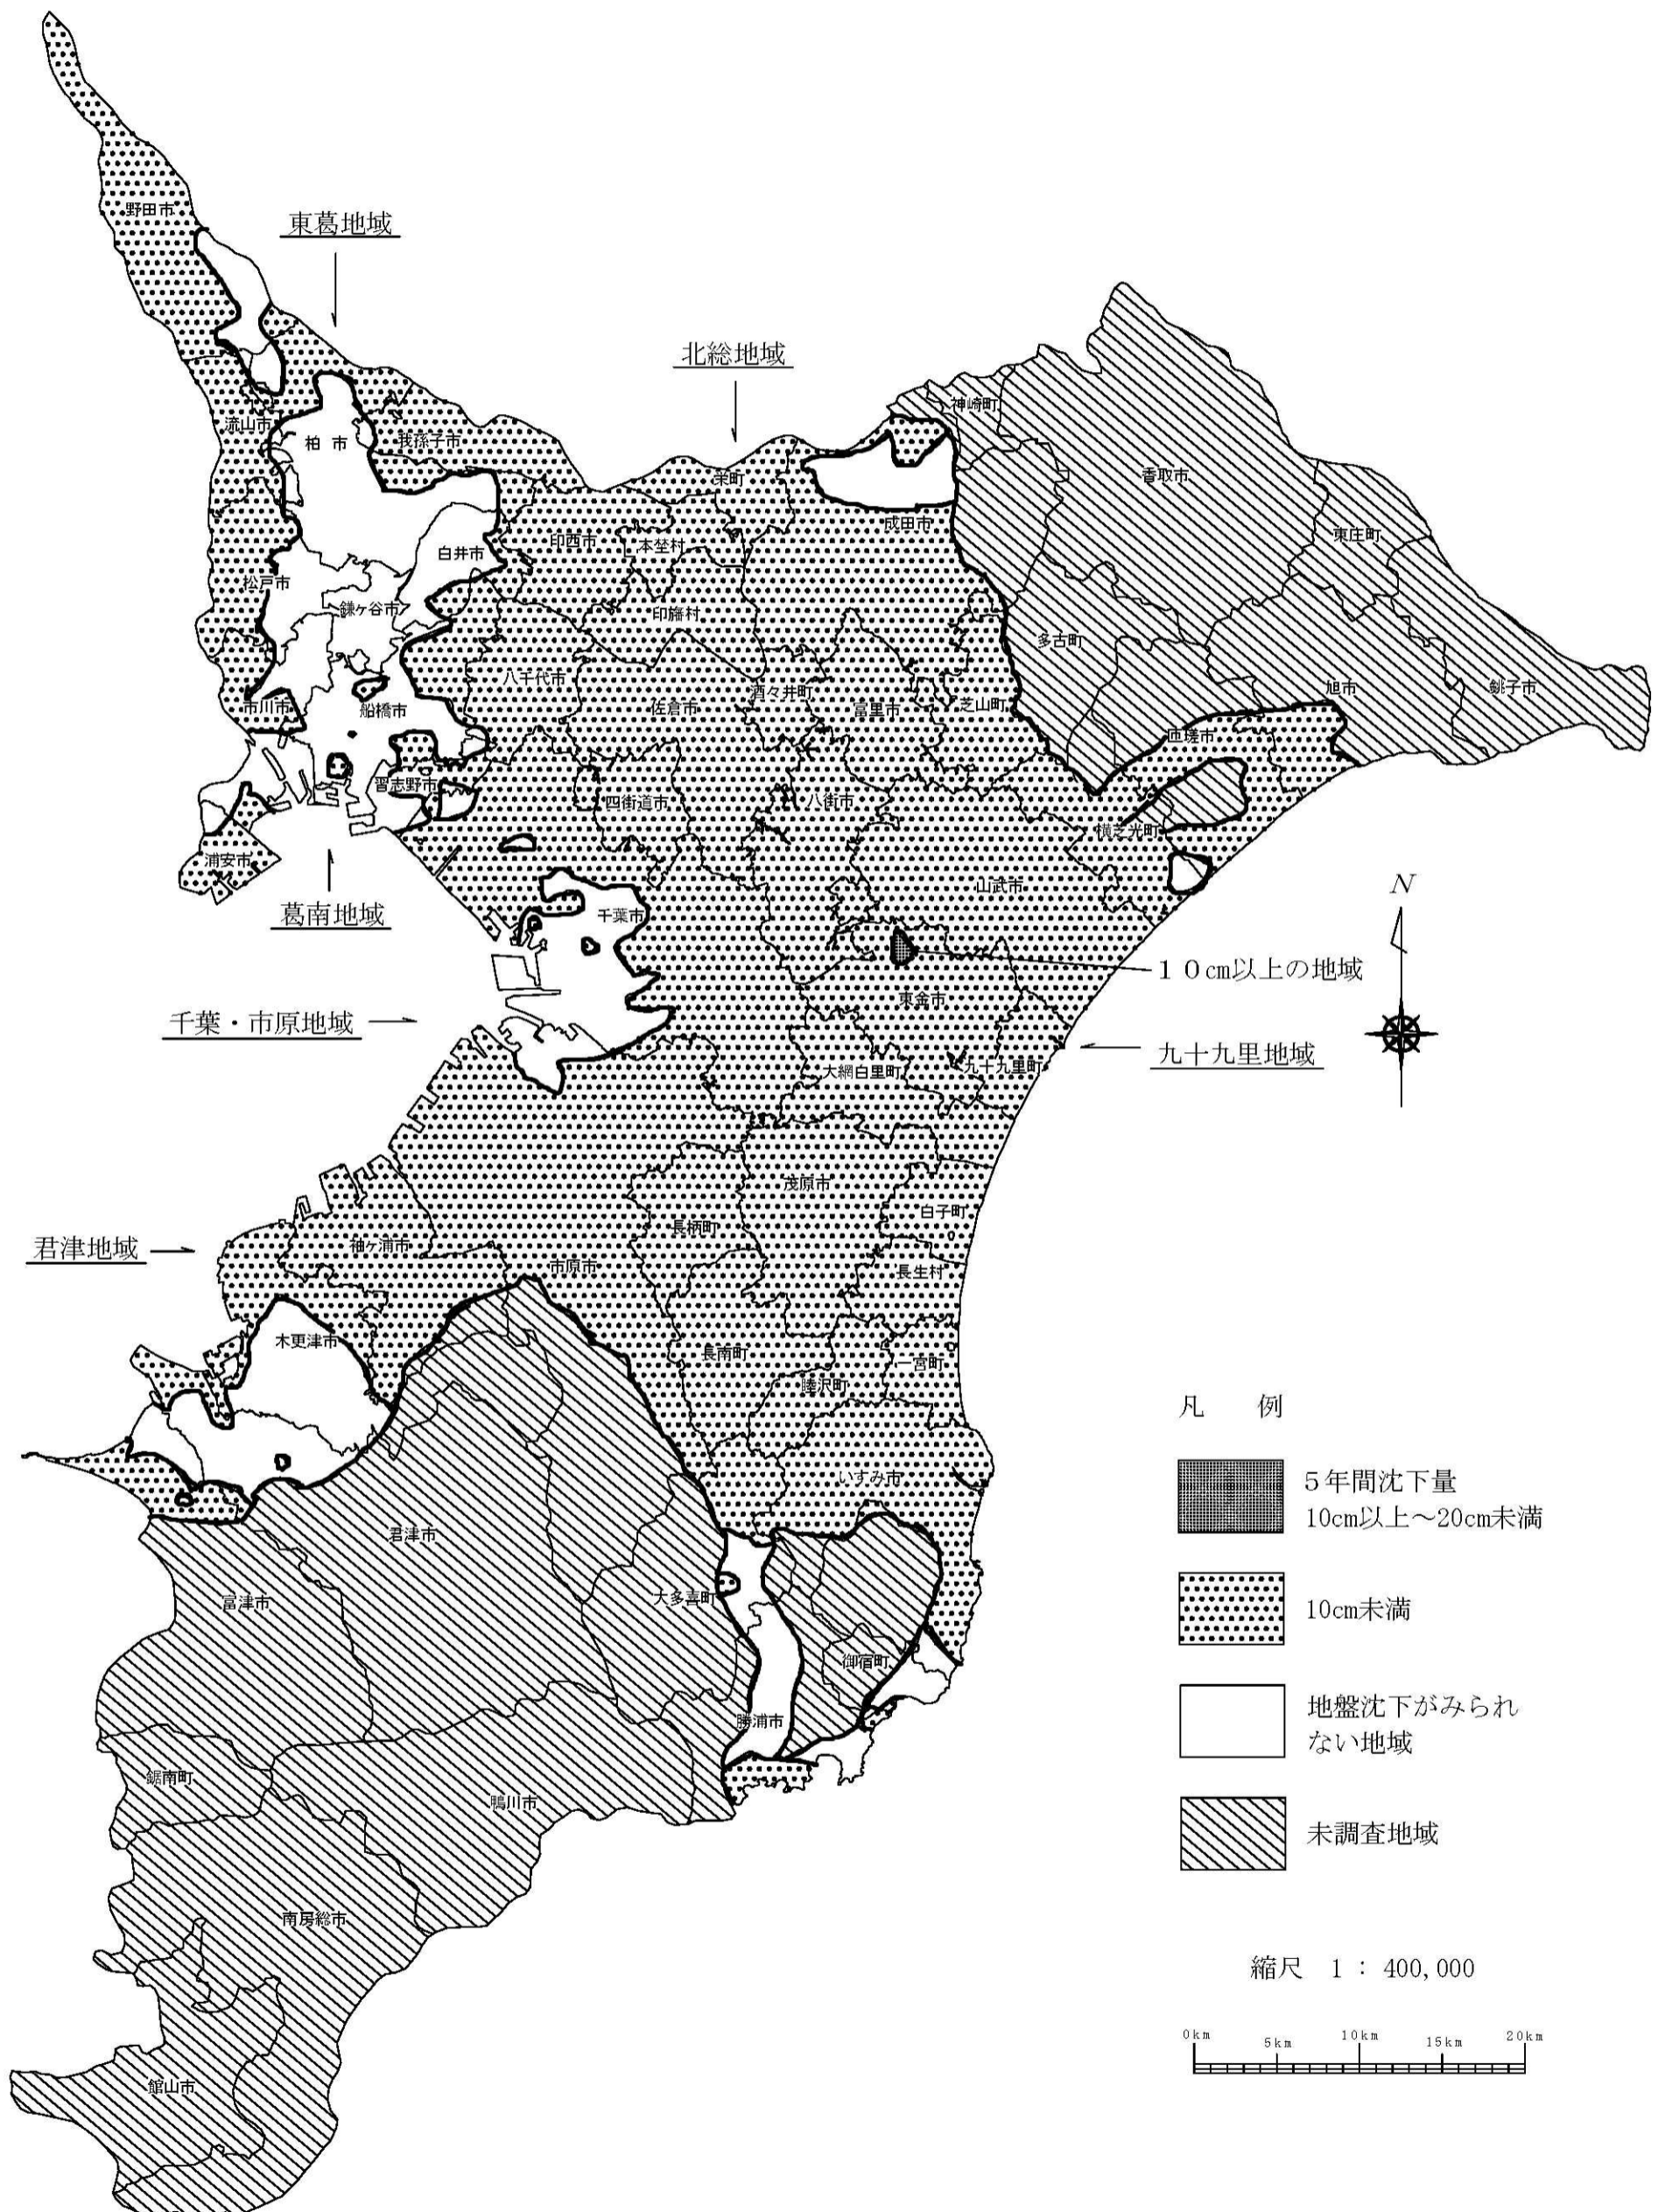 野田市
東葛地域
北総地域
神崎町
流山市
柏市
我孫子市
栄町
香取市
成田市
東庄町
印西市
本埜村
白井市
松戸市
鎌ヶ谷市
印旛村
多古町
八千代市
酒々井町
旭市
銚子市
市川市
船橋市
佐倉市
富里市
芝山町
匝瑳市
習志野市
四街道市
八街市
横芝光町
浦安市
山武市
葛南地域
千葉市
N
10cm以上の地域
東金市
千葉・市原地域
九十九里地域
大網白里町
九十九里町
茂原市
白子町
長柄町
君津地域
袖ヶ浦市
市原市
長生村
木更津市
長南町
一宮町
睦沢町
凡 例
いすみ市
5年間沈下量
10cm以上～20cm未満
君津市
富津市
大多喜町
10cm未満
御宿町
勝浦市
地盤沈下がみられ
ない地域
鋸南町
鴨川市
未調査地域
南房総市
縮尺 1 : 400,000
0km 5km 10km 15km 20km
館山市